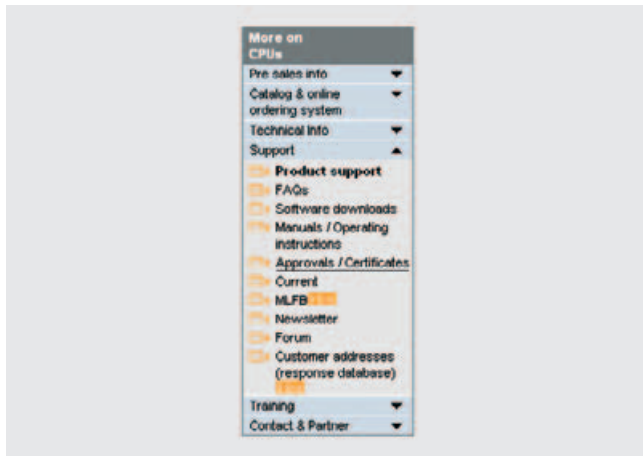 More on
CPUs
Pre sales info
Catalog & online
ordering system
Technical Info
Support
Product support
FAQs
Software downloads
Manuals / Operating
instructions
Approvals / Certificates
Current
MLFB
Newsletter
Forum
Customer addresses
(response database)
Training
Contact & Partner